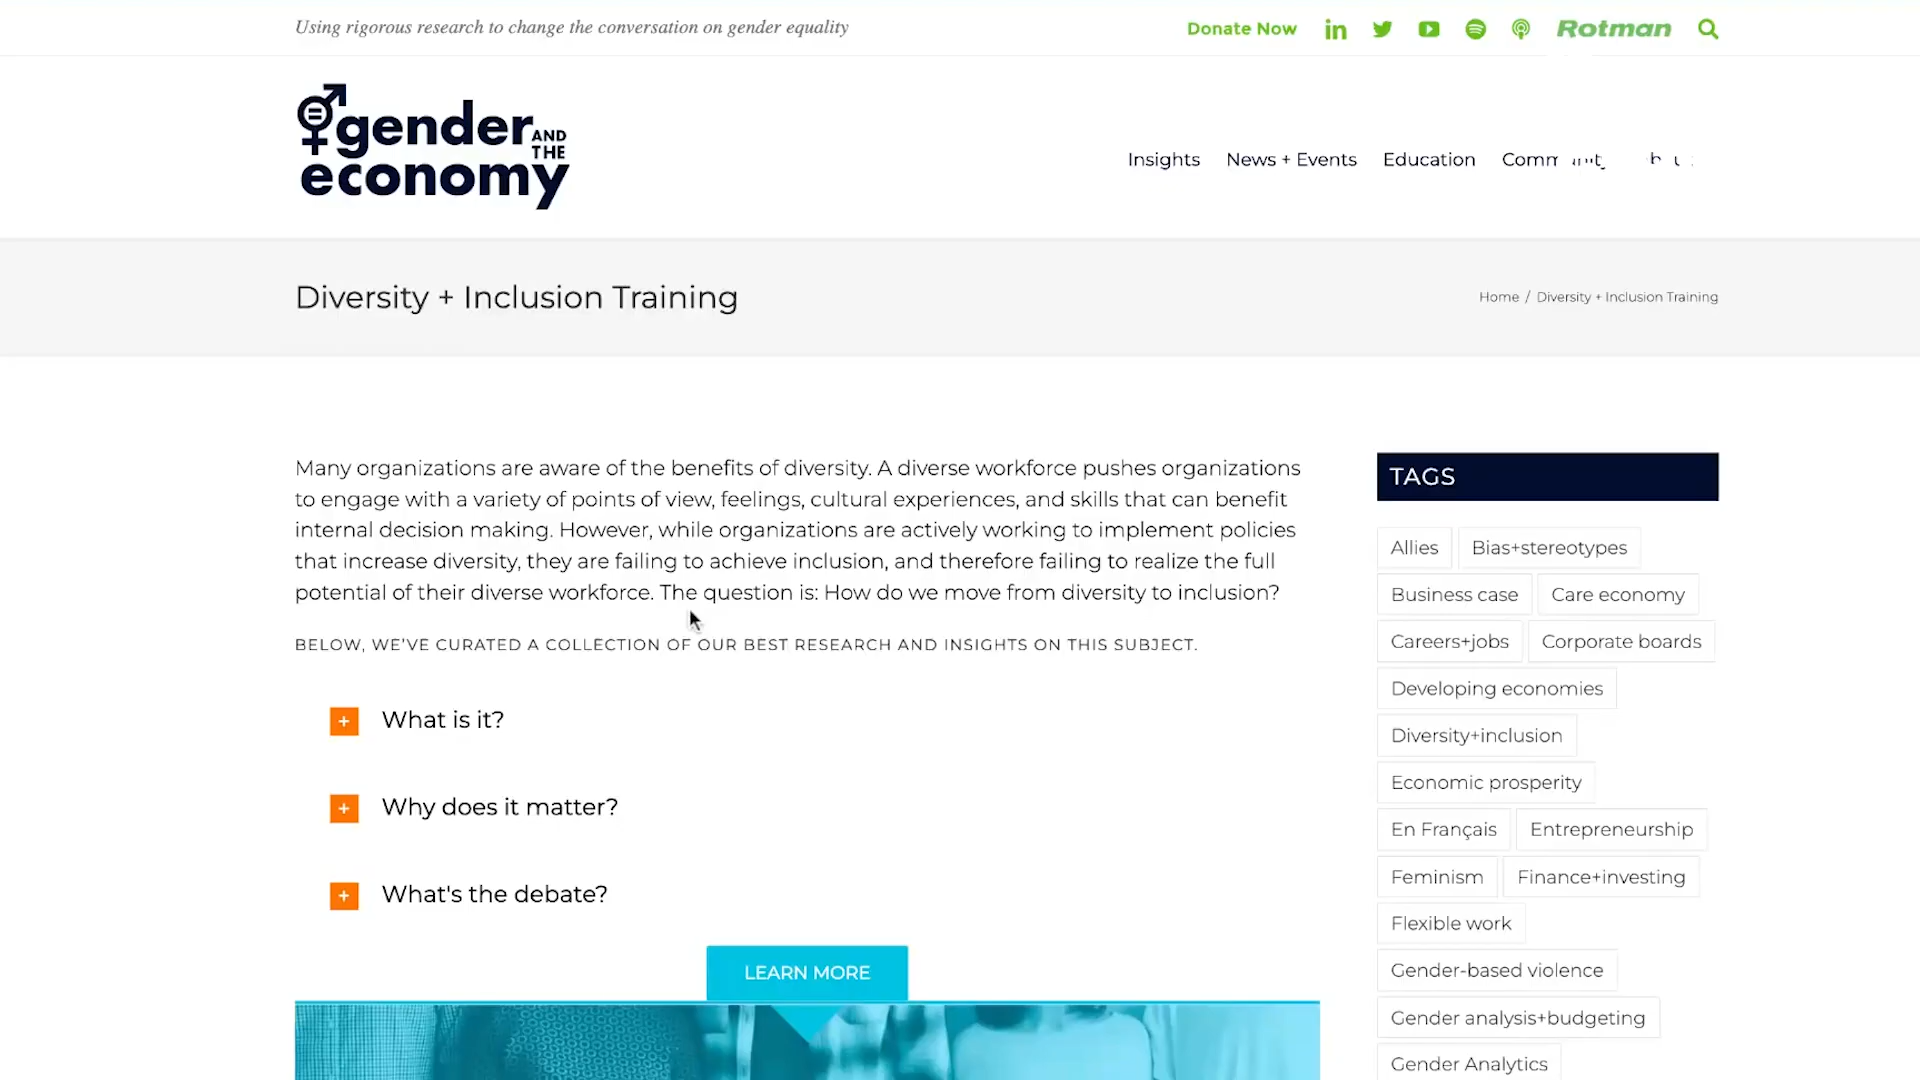 Using rigorous research to change the conversation on gender equality
Donate Now
Rotman
gender AND THE
economy
Insights News + Events Education
Diversity + Inclusion Training
Home / Diversity + Inclusion Training
Many organizations are aware of the benefits of diversity. A diverse workforce pushes organizations
to engage with a variety of points of view, feelings, cultural experiences, and skills that can benefit
internal decision making. However, while organizations are actively working to implement policies
that increase diversity, they are failing to achieve inclusion, and therefore failing to realize the full
potential of their diverse workforce. The question is: How do we move from diversity to inclusion?
BELOW, WE'VE CURATED A COLLECTION OF OUR BEST RESEARCH AND INSIGHTS ON THIS SUBJECT.
What is it?
Why does it matter?
What's the debate?
LEARN MORE
TAGS
Allies Bias+stereotypes
Business case Care economy
Careers+jobs Corporate boards
Developing economies
Diversity+inclusion
Economic prosperity
En Français Entrepreneurship
Feminism Finance+investing
Flexible work
Gender-based violence
Gender analysis+budgeting
Gender Analytics